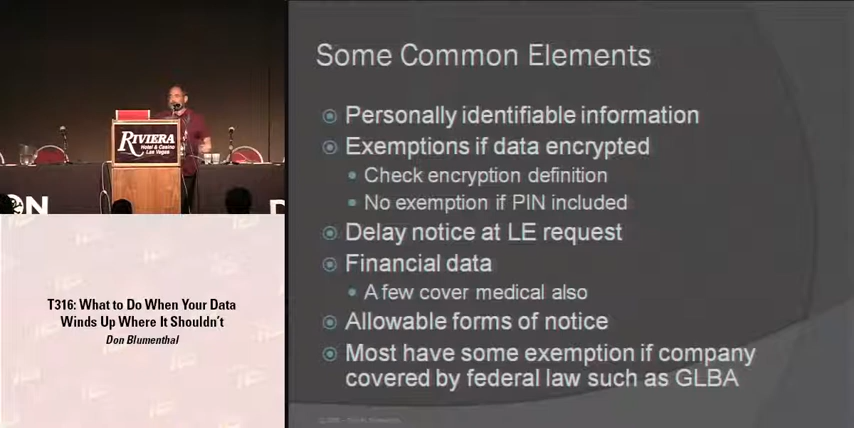 Some Common Elements
Personally identifiable information
Exemptions if data encrypted
Check encryption definition
No exemption if PIN included
Delay notice at LE request
Financial data
A few cover medical also
Allowable forms of notice
Most have some exemption if company
covered by federal law such as GLBA
RIVIERA
Hotel & Casino
Las Vegas
ON
D
T316: What to Do When Your Data
Winds Up Where It Shouldn't
Don Blumenthal